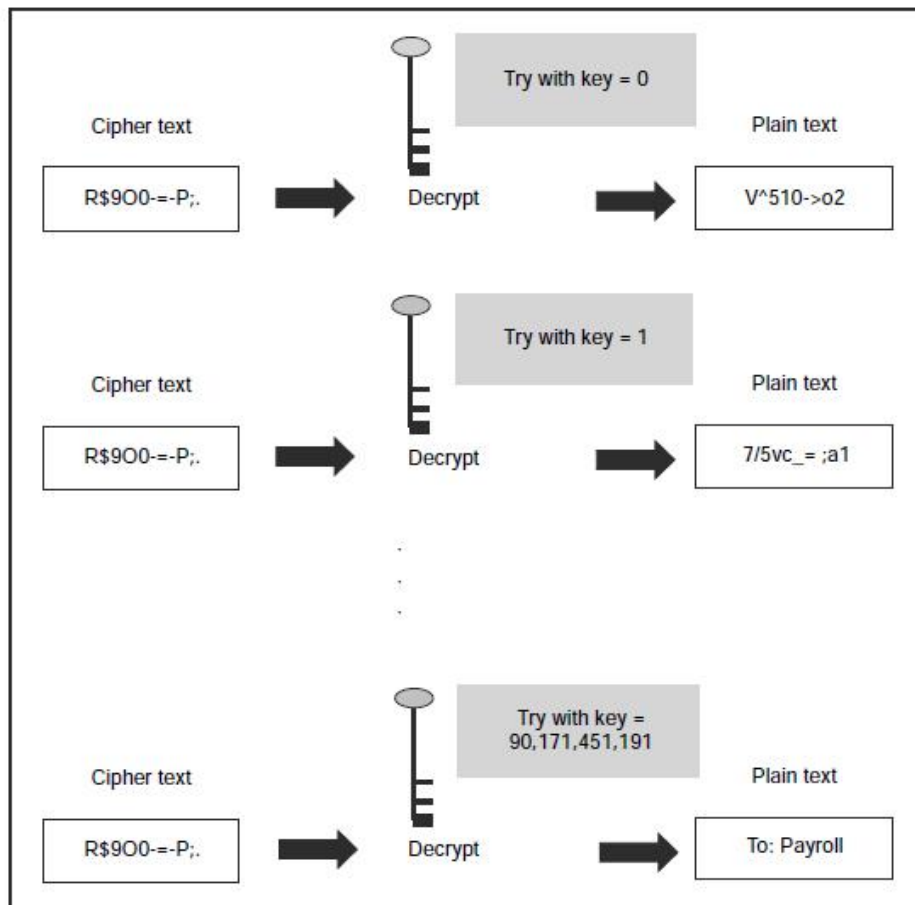 Try with key = 0
Cipher text
Plain text
R$9O0-=-P;.
Decrypt
V^510->o2
Try with key = 1
Cipher text
Plain text
R$9O0-=-P;.
Decrypt
7/5vc_= ;a1
.
.
.
Try with key =
90,171,451,191
Cipher text
Plain text
R$9O0-=-P;.
Decrypt
To: Payroll